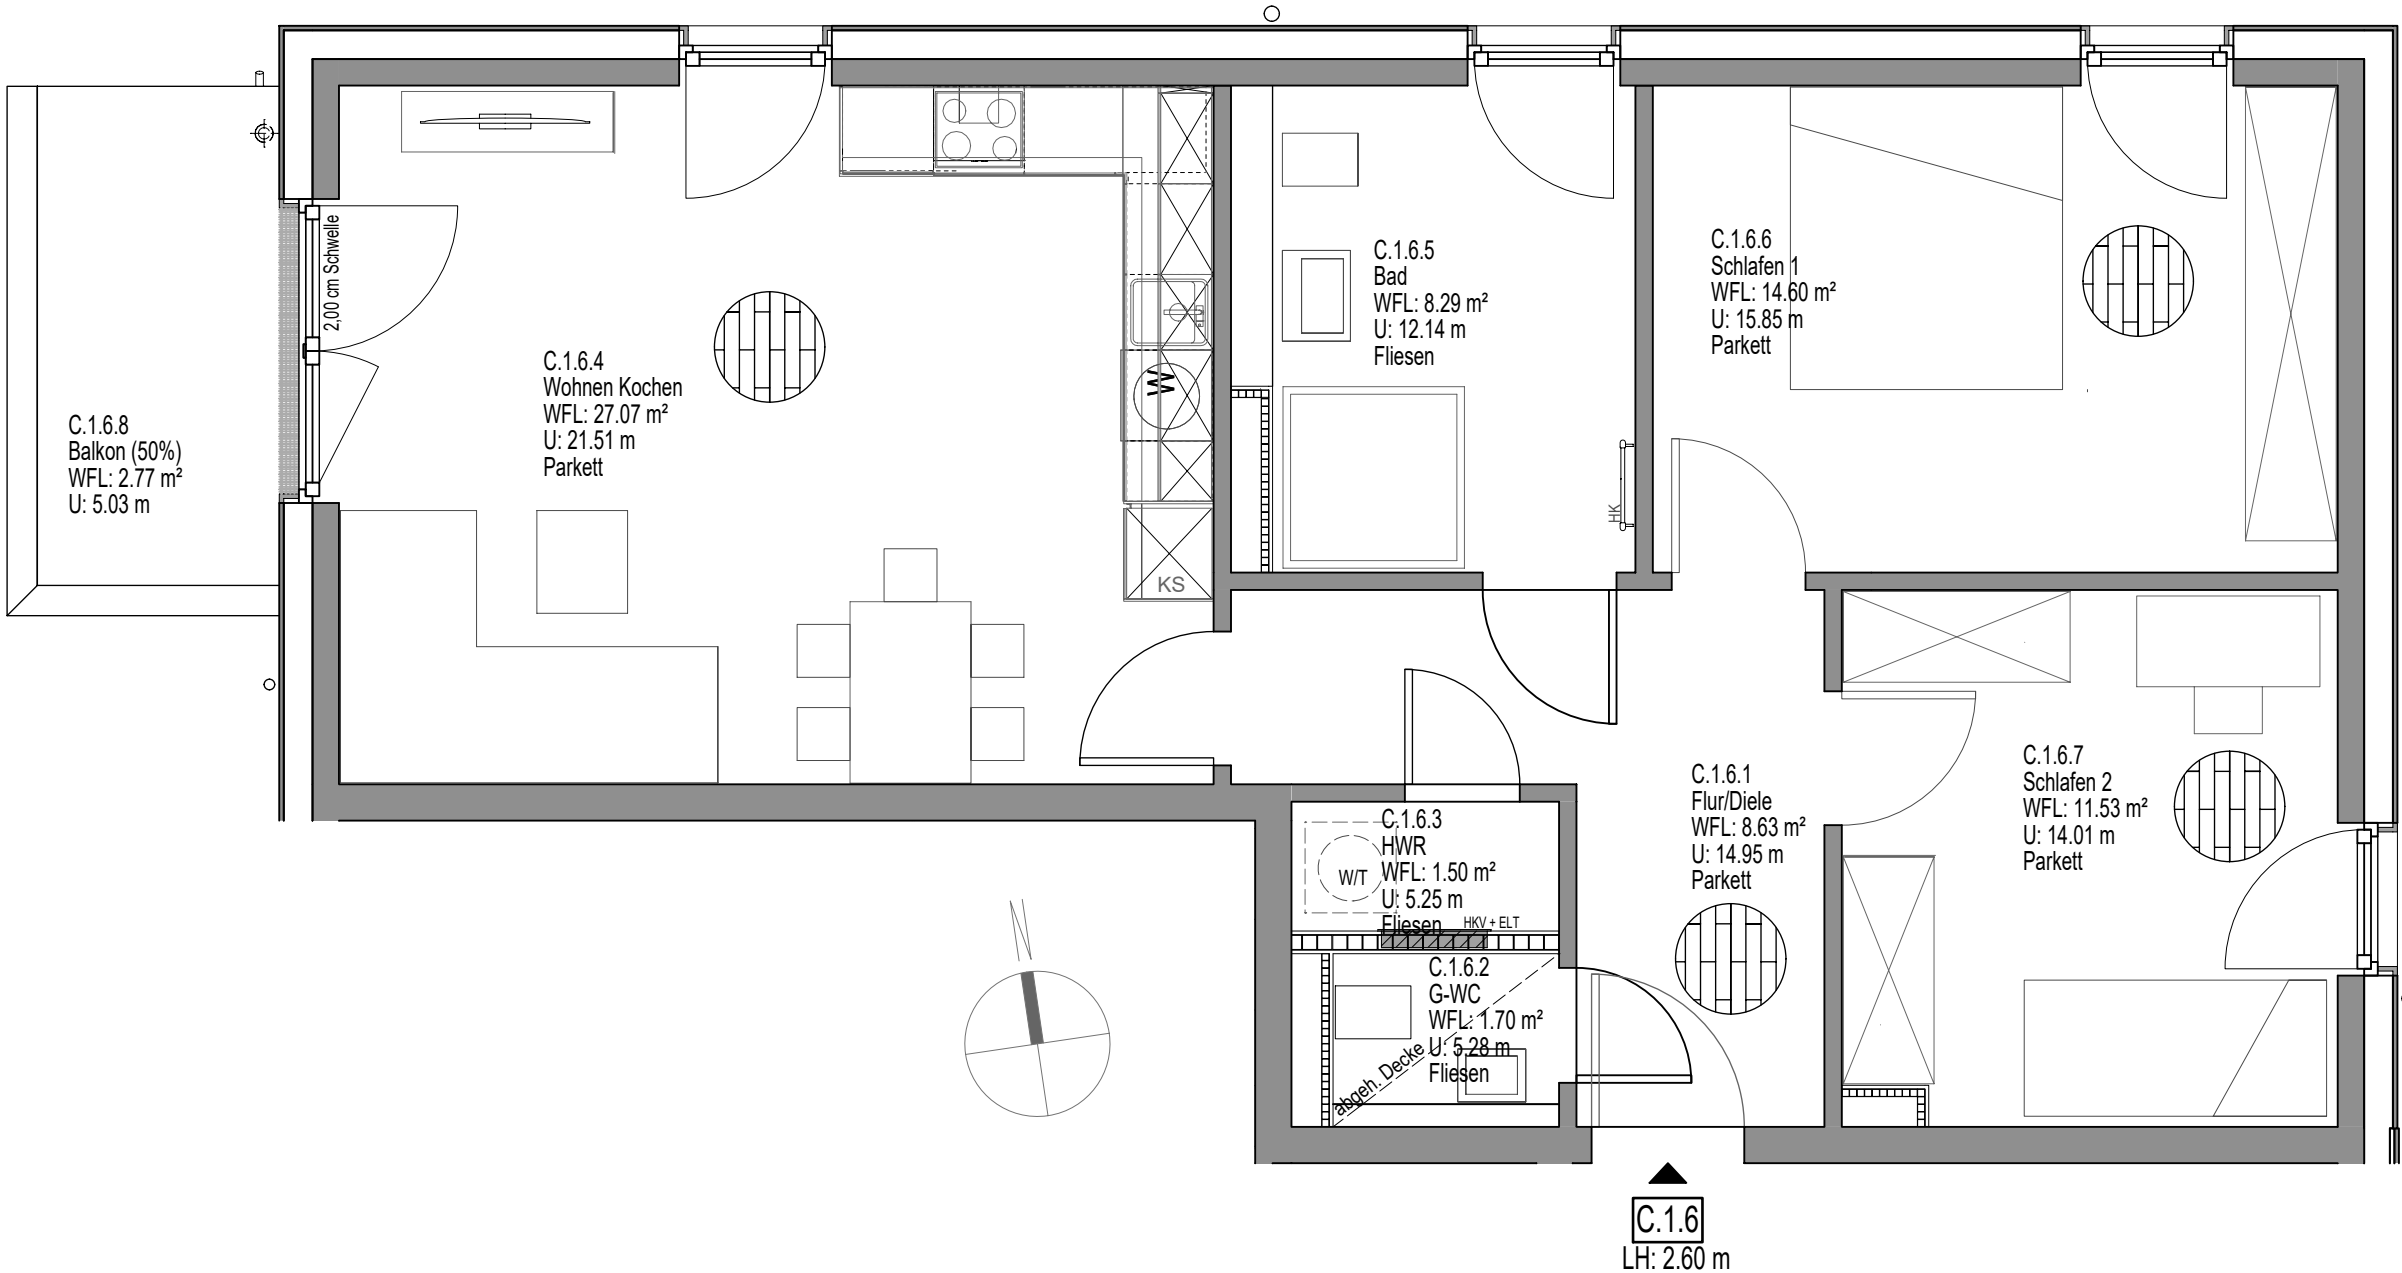 2,00 cm Schwelle
C.1.6.8
Balkon (50%)
WFL: 2.77 m²
U: 5.03 m
C.1.6.4
Wohnen Kochen
WFL: 27.07 m²
U: 21.51 m
Parkett
W
KS
C.1.6.5
Bad
WFL: 8.29 m²
U: 12.14 m
Fliesen
HK
C.1.6.6
Schlafen 1
WFL: 14.60 m²
U: 15.85 m
Parkett
C.1.6.7
Schlafen 2
WFL: 11.53 m²
U: 14.01 m
Parkett
C.1.6.1
Flur/Diele
WFL: 8.63 m²
U: 14.95 m
Parkett
C.1.6.3
HWR
WFL: 1.50 m²
U: 5.25 m
Fliesen
W/T
HKV + ELT
C.1.6.2
G-WC
WFL: 1.70 m²
U: 5.28 m
Fliesen
abgeh. Decke
C.1.6
LH: 2.60 m